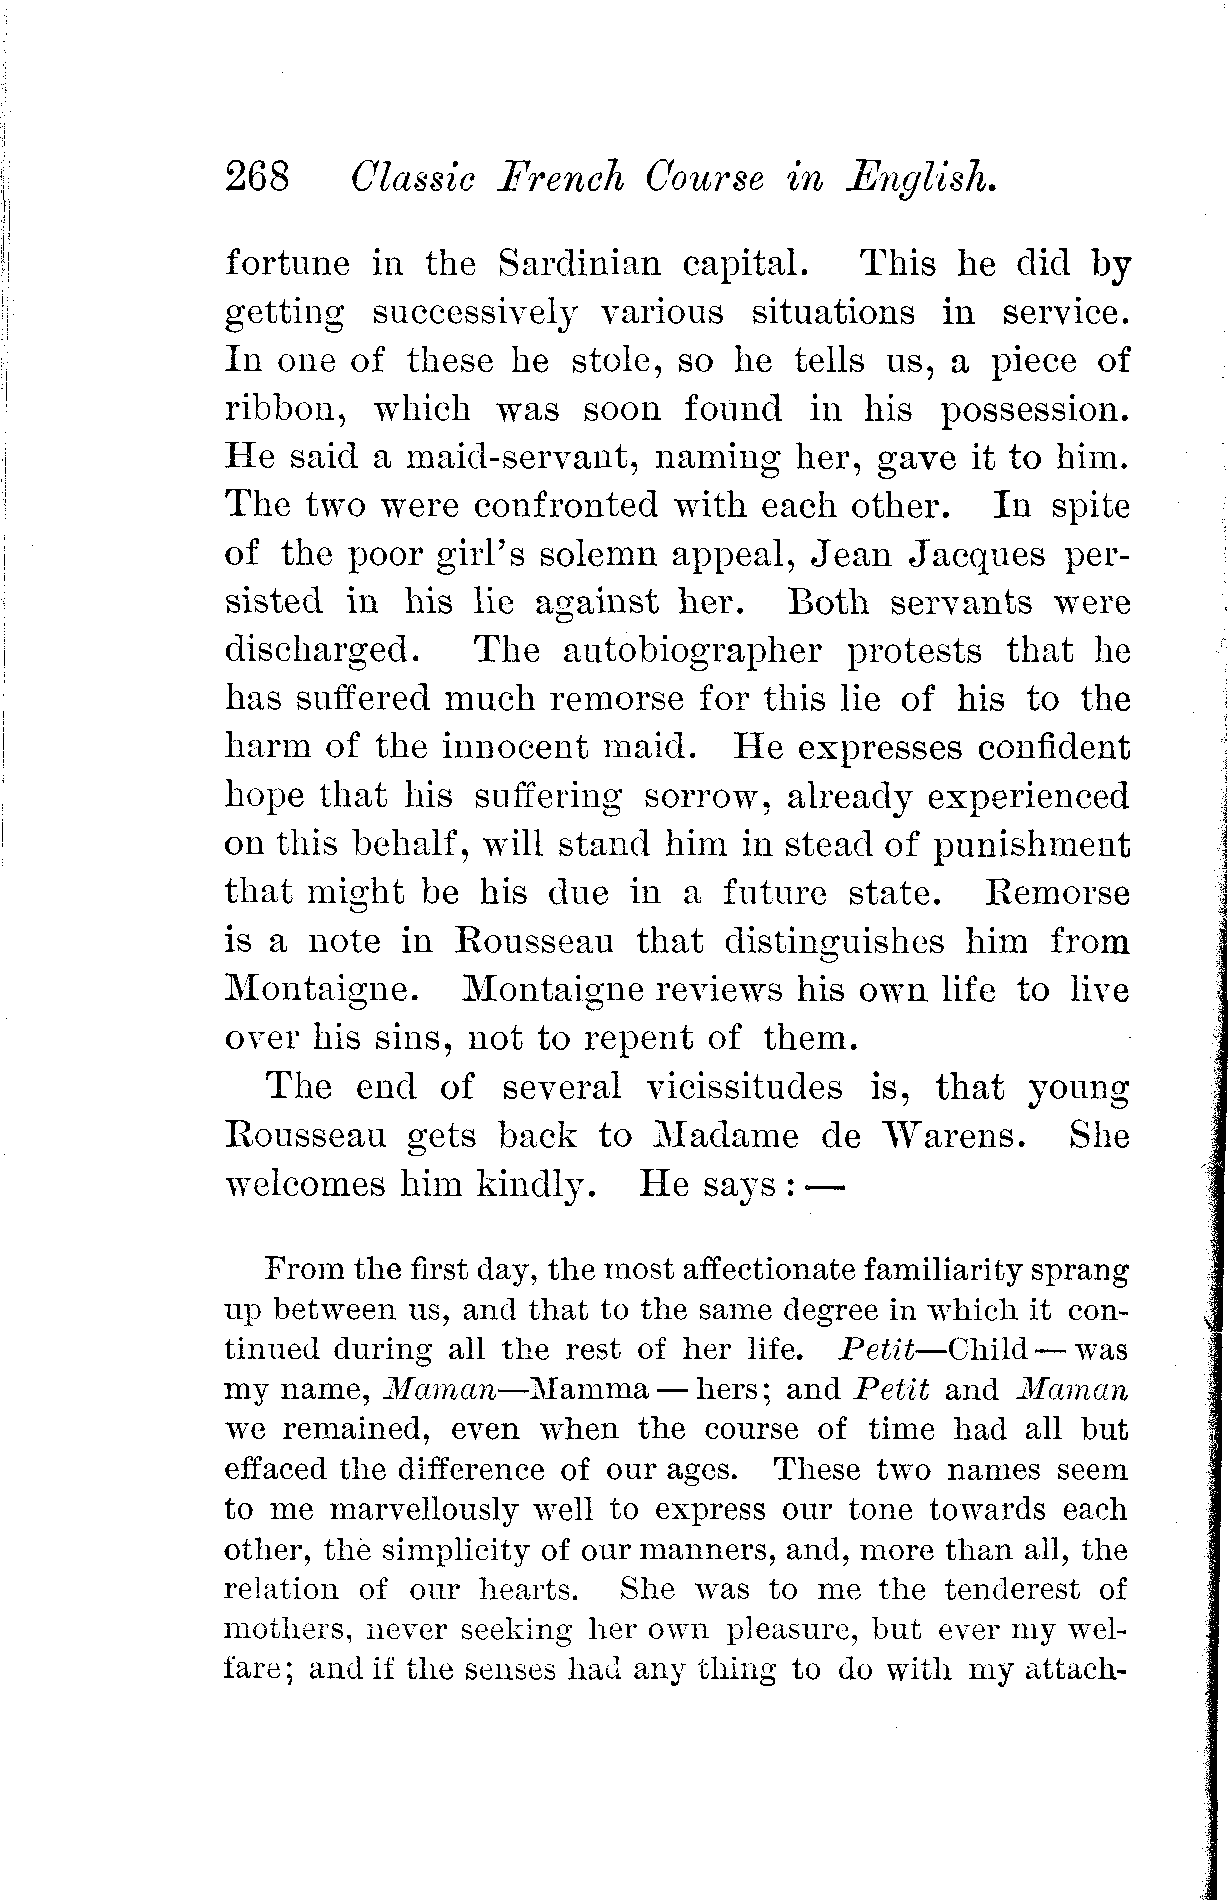 268 Classic French Course in English.
fortune in the Sardinian capital. This he did by
getting successively various situations in service.
In one of these he stole, so he tells us, a piece of
ribbon, which was soon found in his possession.
He said a maid-servant, naming her, gave it to him.
The two were confronted with each other. In spite
of the poor girl's solemn appeal, Jean Jacques per-
sisted in his lie against her. Both servants were
discharged. The autobiographer protests that he
has suffered much remorse for this lie of his to the
harm of the innocent maid. He expresses confident
hope that his suffering sorrow, already experienced
on this behalf, will stand him in stead of punishment
that might be his due in a future state. Remorse
is a note in Rousseau that distinguishes him from
Montaigne. Montaigne reviews his own life to live
over his sins, not to repent of them.
The end of several vicissitudes is, that young
Rousseau gets back to Madame de Warens. She
welcomes him kindly. He says: —
From the first day, the most affectionate familiarity sprang
up between us, and that to the same degree in which it con-
tinued during all the rest of her life. Petit—Child — was
my name, Maman—Mamma — hers; and Petit and Maman
we remained, even when the course of time had all but
effaced the difference of our ages. These two names seem
to me marvellously well to express our tone towards each
other, the simplicity of our manners, and, more than all, the
relation of our hearts. She was to me the tenderest of
mothers, never seeking her own pleasure, but ever my wel-
fare; and if the senses had any thing to do with my attach-